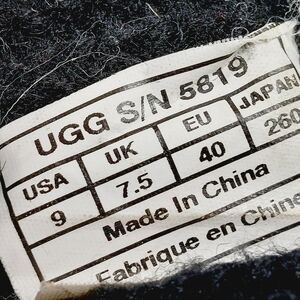 UGG S/N 5819
USA UK EU JAPAN
9 7.5 40 260
Made In China
Fabrique en Chine